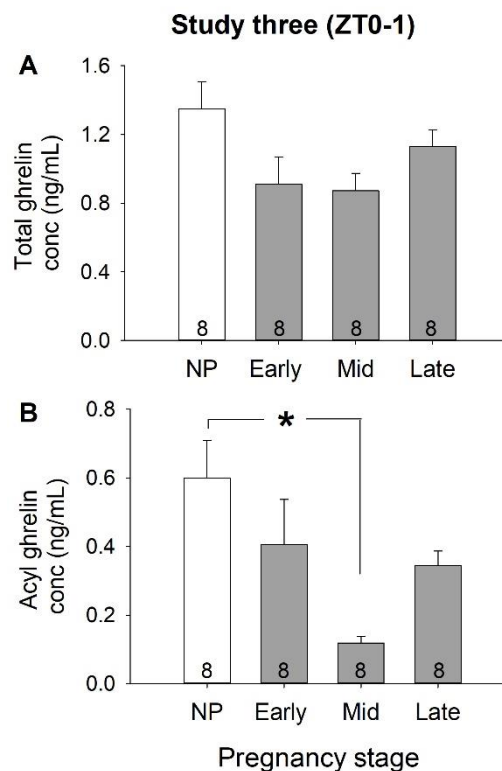 Study three (ZT0-1)
A
Total ghrelin
conc (ng/mL)
1.6
1.2
0.8
0.4
0.0
8 8 8 8
NP Early Mid Late
B
Acyl ghrelin
conc (ng/mL)
0.8
0.6
0.4
0.2
0.0
*
8 8 8 8
NP Early Mid Late
Pregnancy stage